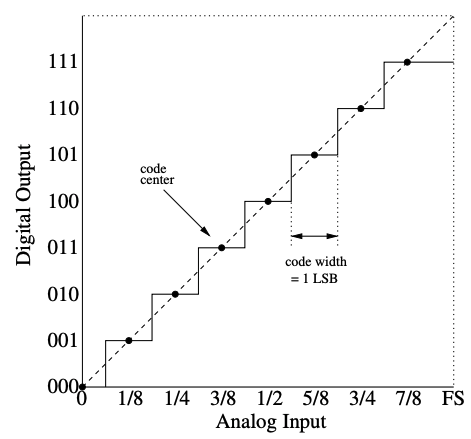 111
110
101
100
011
010
001
000
Digital Output
code
center
code width
= 1 LSB
0 1/8 1/4 3/8 1/2 5/8 3/4 7/8 FS
Analog Input